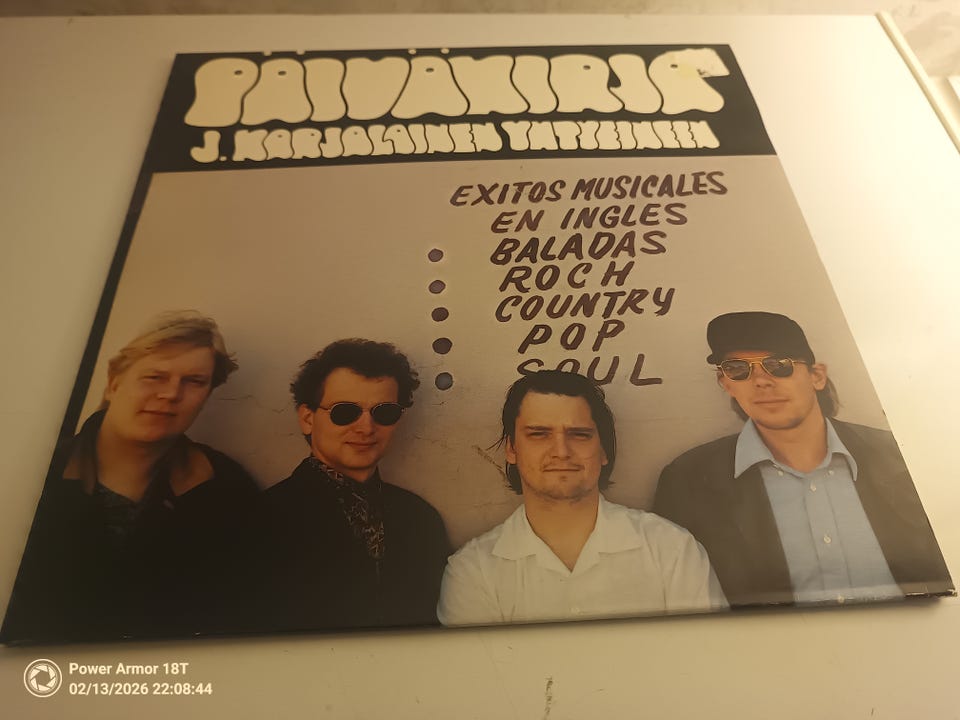 PÄIVÄKIRJA
J. KARJALAINEN YHTYEINEEN
EXITOS MUSICALES
EN INGLES
BALADAS
ROCH
COUNTRY
POP
SOUL
Power Armor 18T
02/13/2026 22:08:44